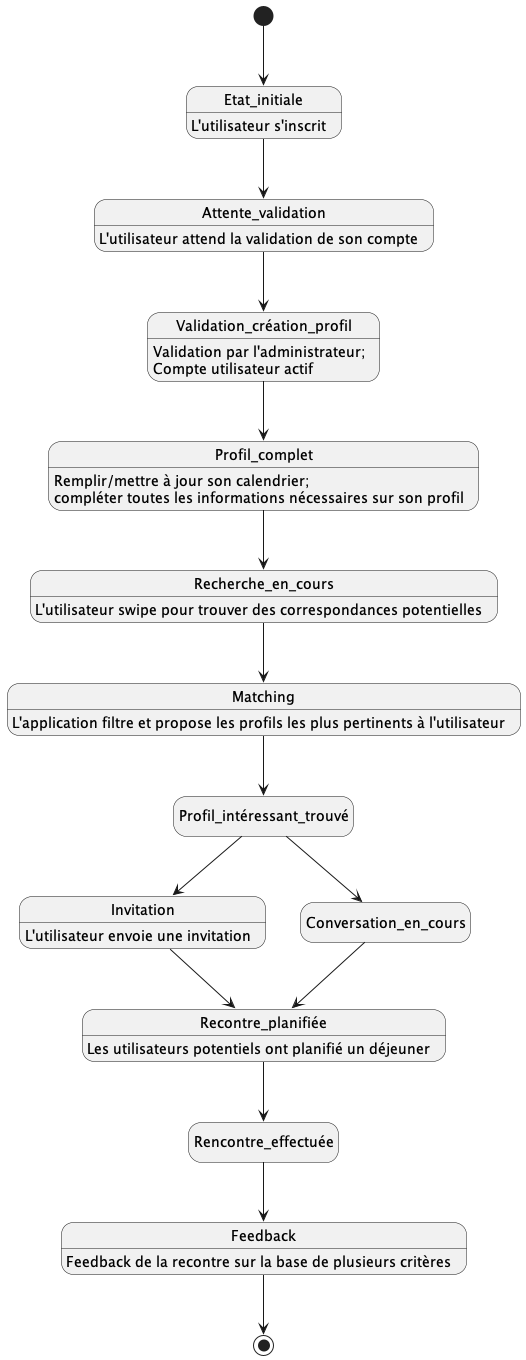 Etat_initiale
L'utilisateur s'inscrit
Attente_validation
L'utilisateur attend la validation de son compte
Validation_création_profil
Validation par l'administrateur;
Compte utilisateur actif
Profil_complet
Remplir/mettre à jour son calendrier;
compléter toutes les informations nécessaires sur son profil
Recherche_en_cours
L'utilisateur swipe pour trouver des correspondances potentielles
Matching
L'application filtre et propose les profils les plus pertinents à l'utilisateur
Profil_intéressant_trouvé
Invitation
L'utilisateur envoie une invitation
Conversation_en_cours
Recontre_planifiée
Les utilisateurs potentiels ont planifié un déjeuner
Rencontre_effectuée
Feedback
Feedback de la recontre sur la base de plusieurs critères